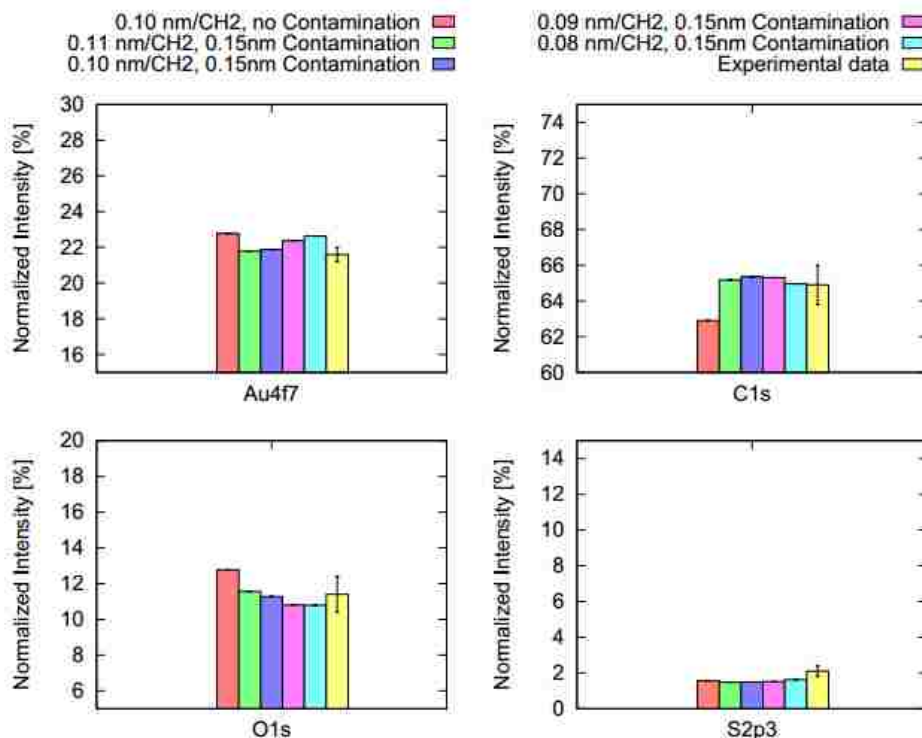 0.10 nm/CH2, no Contamination
0.11 nm/CH2, 0.15nm Contamination
0.10 nm/CH2, 0.15nm Contamination
0.09 nm/CH2, 0.15nm Contamination
0.08 nm/CH2, 0.15nm Contamination
Experimental data
Normalized Intensity [%]
30
28
26
24
22
20
18
16
Au4f7
Normalized Intensity [%]
74
72
70
68
66
64
62
60
C1s
Normalized Intensity [%]
20
18
16
14
12
10
8
6
O1s
Normalized Intensity [%]
14
12
10
8
6
4
2
0
S2p3